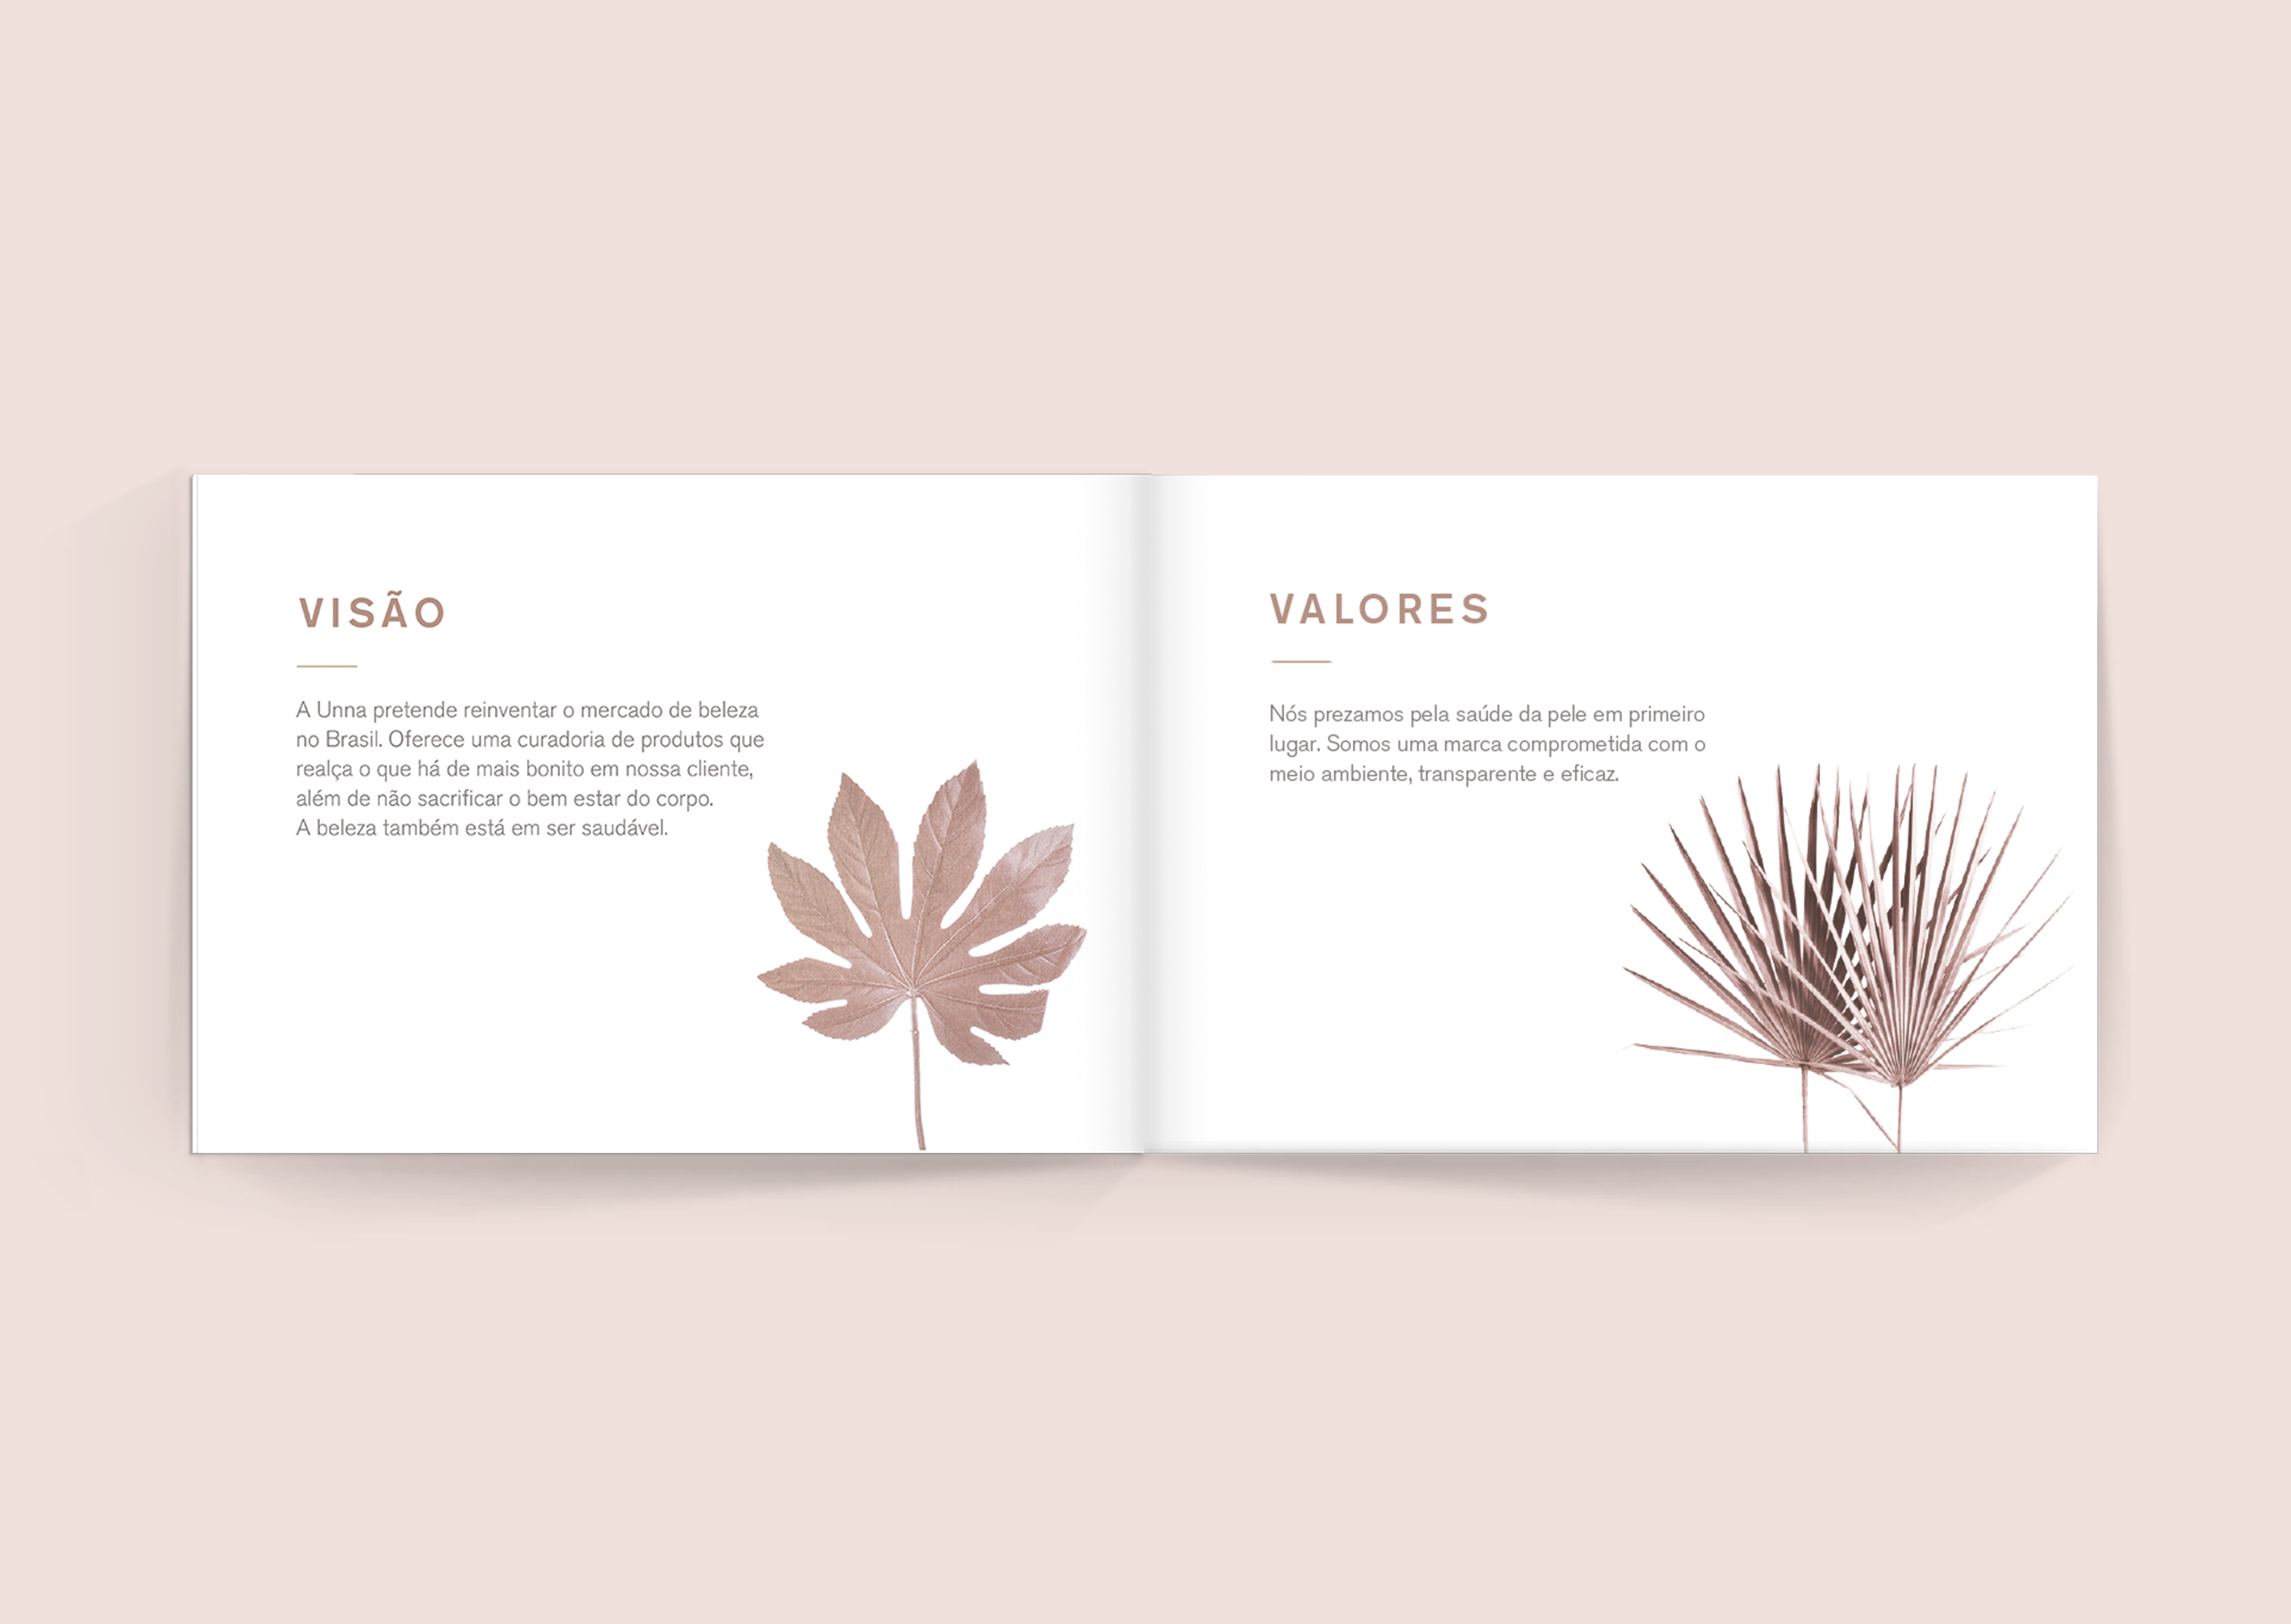 VISÃO
A Unna pretende reinventar o mercado de beleza
no Brasil. Oferece uma curadoria de produtos que
realça o que há de mais bonito em nossa cliente,
além de não sacrificar o bem estar do corpo.
A beleza também está em ser saudável.
VALORES
Nós prezamos pela saúde da pele em primeiro
lugar. Somos uma marca comprometida com o
meio ambiente, transparente e eficaz.